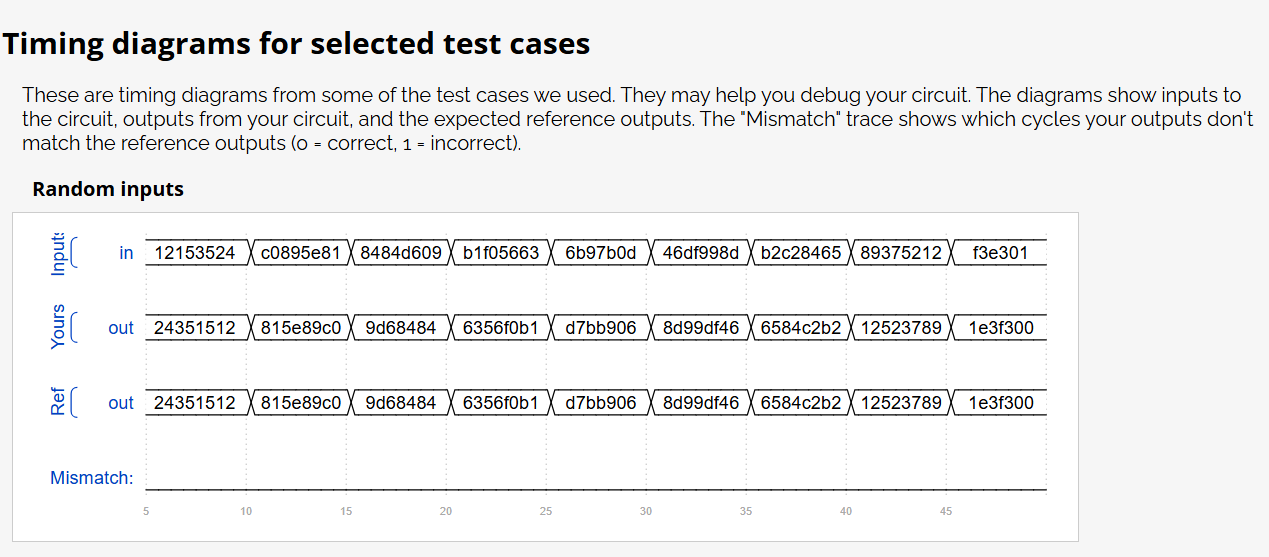 Timing diagrams for selected test cases
These are timing diagrams from some of the test cases we used. They may help you debug your circuit. The diagrams show inputs to
the circuit, outputs from your circuit, and the expected reference outputs. The "Mismatch" trace shows which cycles your outputs don't
match the reference outputs (0 = correct, 1 = incorrect).
Random inputs
Inputs in 12153524 c0895e81 8484d609 b1f05663 6b97b0d 46df998d b2c28465 89375212 f3e301
Yours out 24351512 815e89c0 9d68484 6356f0b1 d7bb906 8d99df46 6584c2b2 12523789 1e3f300
Ref out 24351512 815e89c0 9d68484 6356f0b1 d7bb906 8d99df46 6584c2b2 12523789 1e3f300
Mismatch:
5 10 15 20 25 30 35 40 45